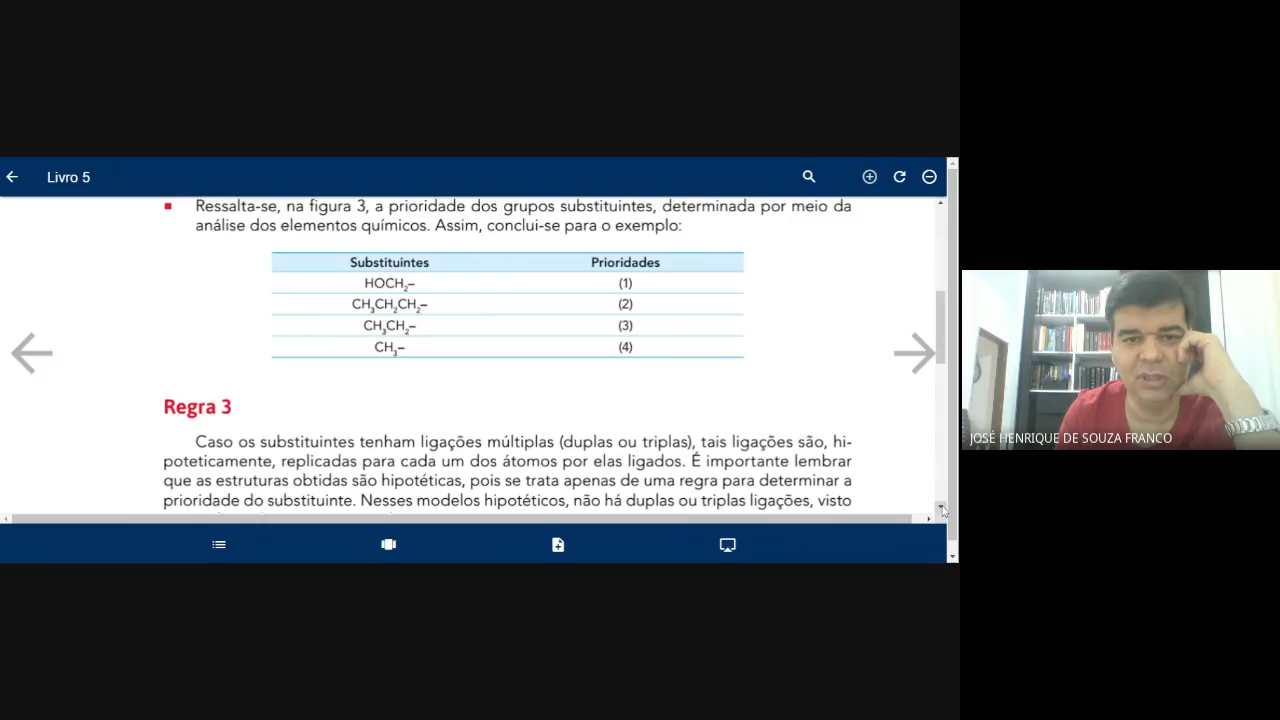 Livro 5
Ressalta-se, na figura 3, a prioridade dos grupos substituintes, determinada por meio da
análise dos elementos químicos. Assim, conclui-se para o exemplo:
Substituintes Prioridades
HOCH₂– (1)
CH₃CH₂CH₂– (2)
CH₃CH₂– (3)
CH₃– (4)
Regra 3
Caso os substituintes tenham ligações múltiplas (duplas ou triplas), tais ligações são, hi-
poteticamente, replicadas para cada um dos átomos por elas ligados. É importante lembrar
que as estruturas obtidas são hipotéticas, pois se trata apenas de uma regra para determinar a
prioridade do substituinte. Nesses modelos hipotéticos, não há duplas ou triplas ligações, visto
JOSÉ HENRIQUE DE SOUZA FRANCO